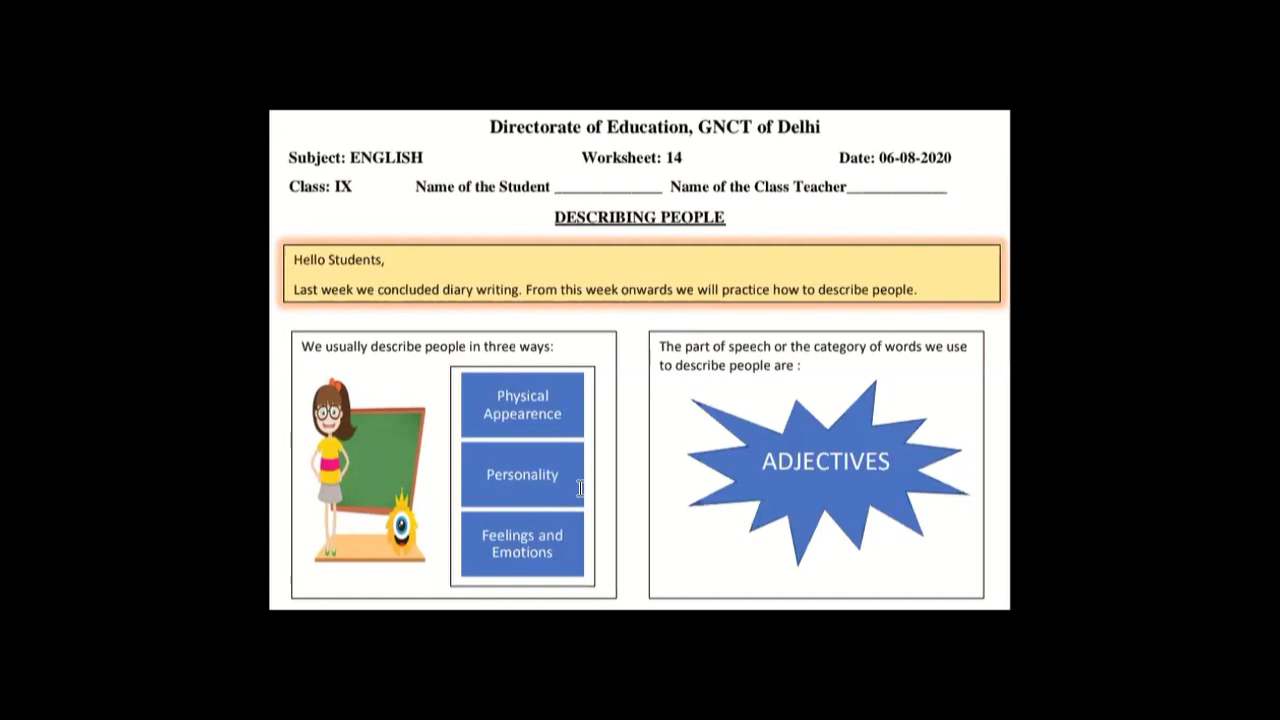 Directorate of Education, GNCT of Delhi
Subject: ENGLISH Worksheet: 14 Date: 06-08-2020
Class: IX Name of the Student ______________ Name of the Class Teacher_____________
DESCRIBING PEOPLE
Hello Students,
Last week we concluded diary writing. From this week onwards we will practice how to describe people.
We usually describe people in three ways:
Physical
Appearence
Personality
Feelings and
Emotions
The part of speech or the category of words we use
to describe people are :
ADJECTIVES